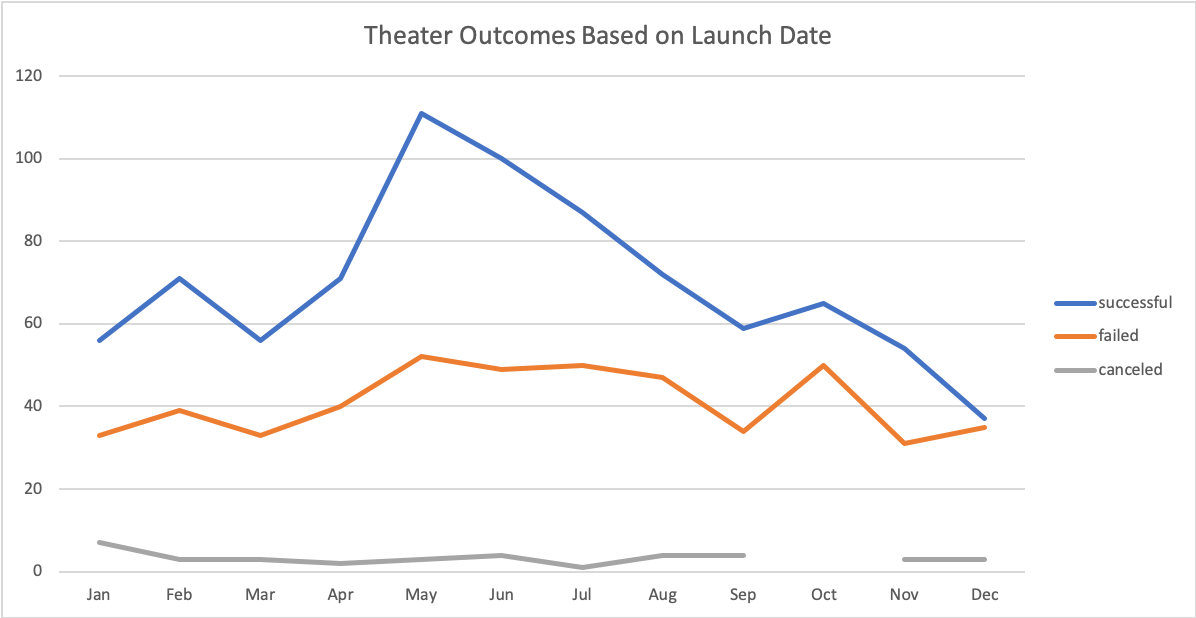 Theater Outcomes Based on Launch Date
120
100
80
60
40
20
0
Jan Feb Mar Apr May Jun Jul Aug Sep Oct Nov Dec
successful
failed
canceled